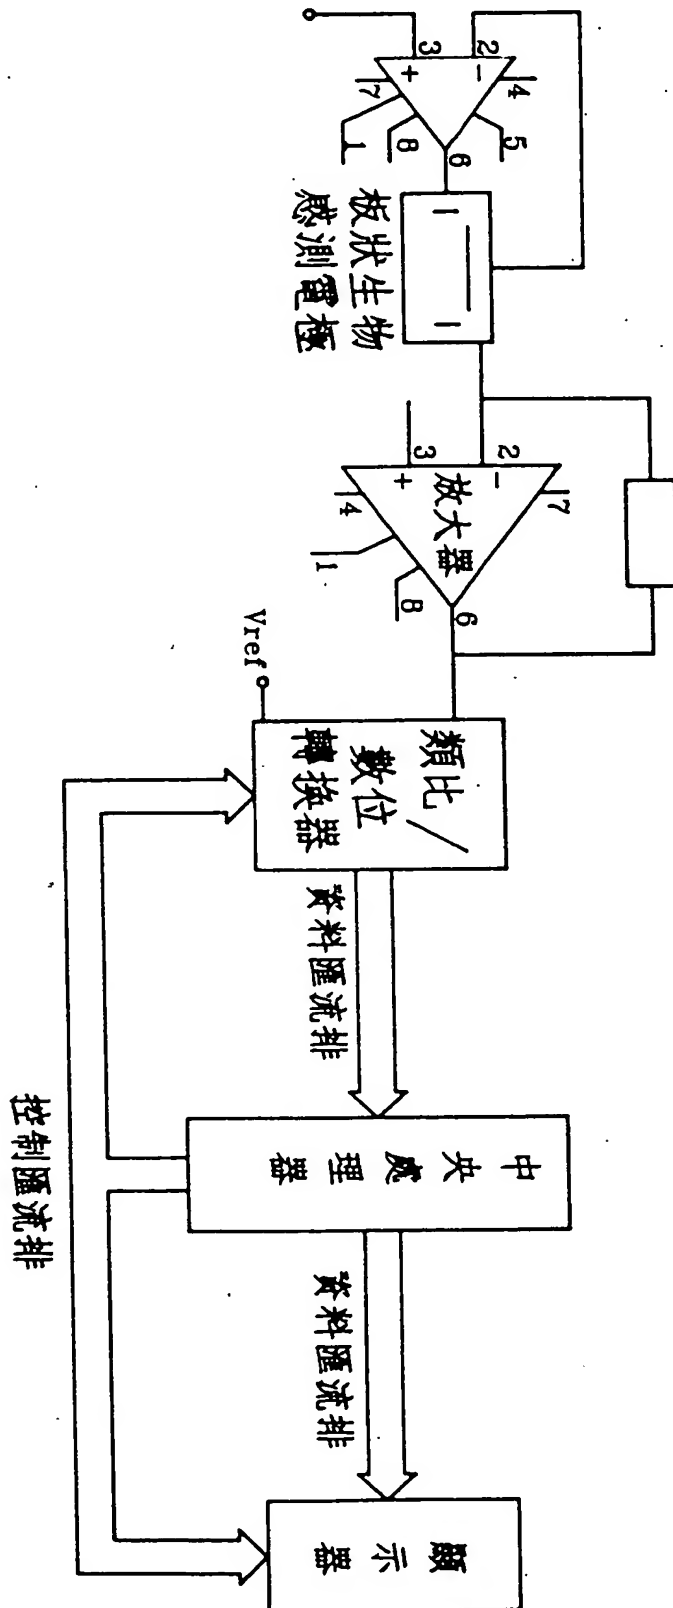 2
3
−
+
4
7
5
1
8
6
板狀生物
感測電極
2
3
−
+
放大器
7
4
1
8
6
Vref
類比/
數位
轉換器
資料匯流排
中央處理器
資料匯流排
顯示器
控制匯流排